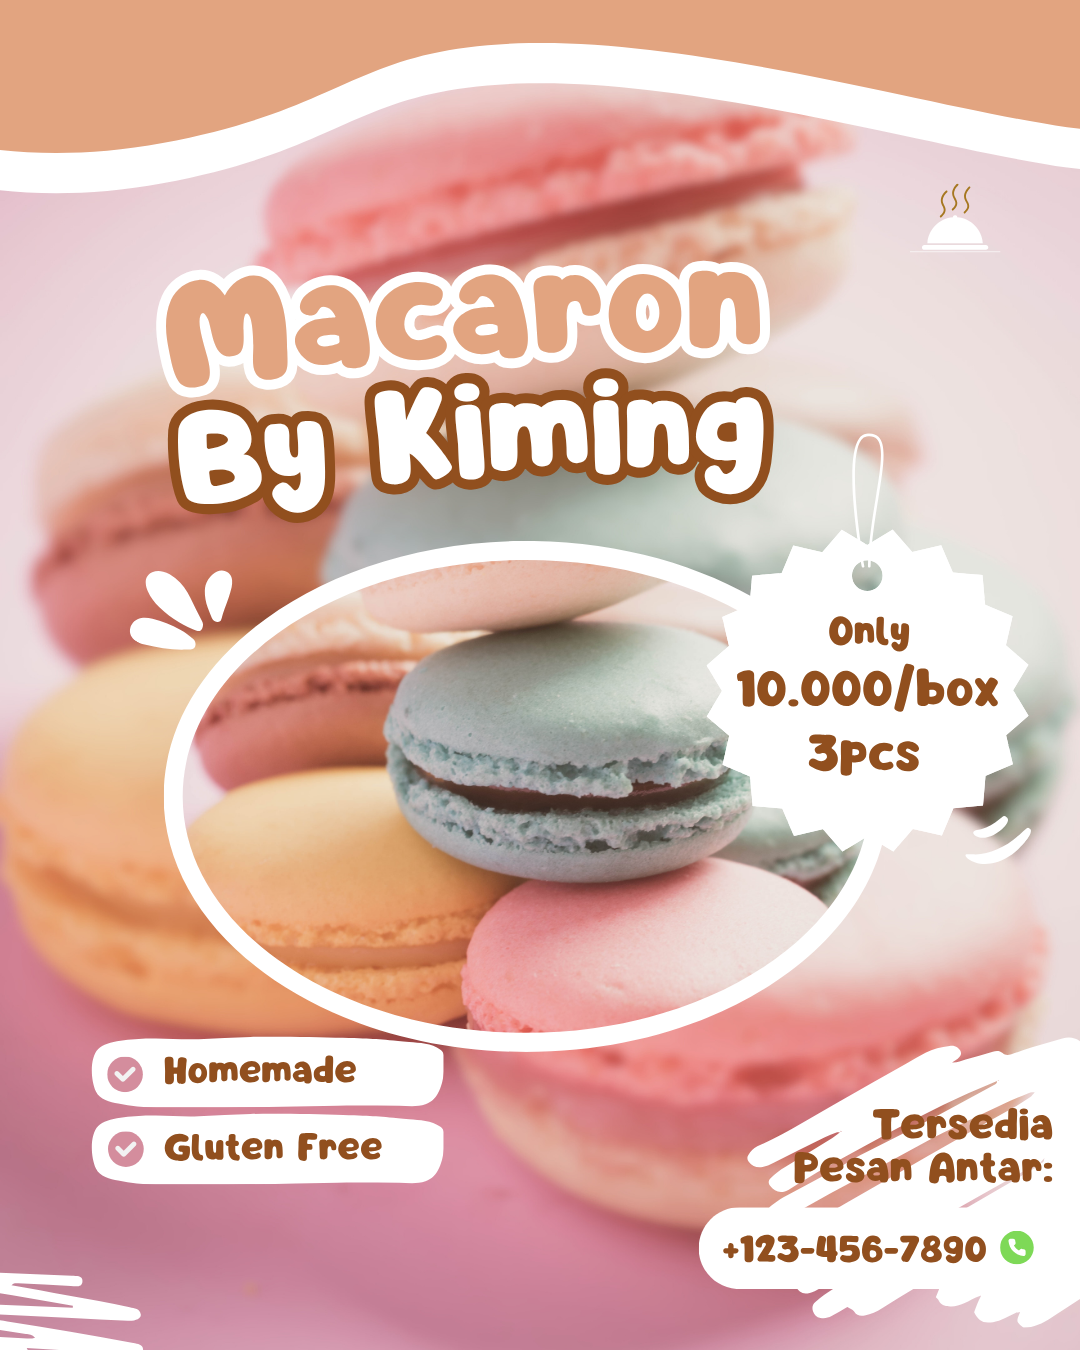 Macaron
By Kiming
Only
10.000/box
3pcs
Homemade
Gluten Free
Tersedia
Pesan Antar:
+123-456-7890